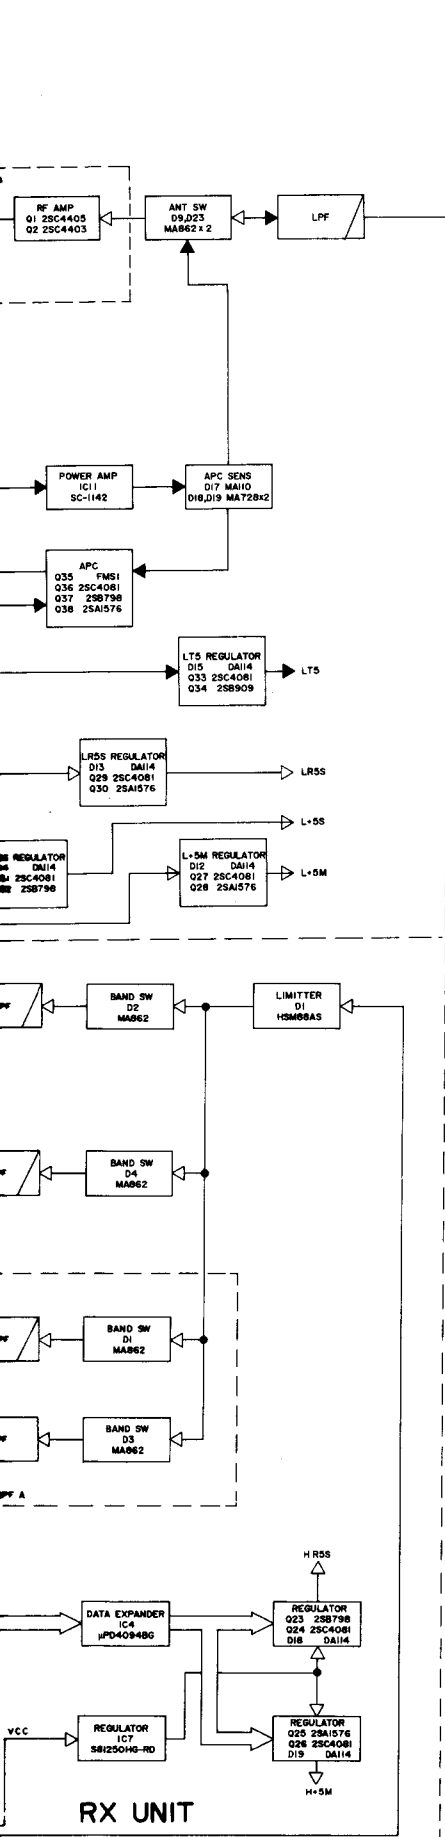 RF AMP
Q1 2SC4405
Q2 2SC4403
ANT SW
D9,D23
MA862×2
LPF
POWER AMP
IC11
SC-1142
APC SENS
D17 MA110
D18,D19 MA728×2
APC
Q35 FMS1
Q36 2SC4081
Q37 2SB798
Q38 2SA1576
LT5 REGULATOR
D15 DA114
Q33 2SC4081
Q34 2SB909
LT5
LR5S REGULATOR
D13 DA114
Q29 2SC4081
Q30 2SA1576
LR5S
L+5S
REGULATOR
DA114
2SC4081
2SB798
L+5M REGULATOR
D12 DA114
Q27 2SC4081
Q28 2SA1576
L+5M
BAND SW
D2
MA862
LIMITTER
D1
HSM88AS
BAND SW
D4
MA862
BAND SW
D1
MA862
BAND SW
D3
MA862
BPF A
H R5S
DATA EXPANDER
IC4
µPD4094BG
REGULATOR
Q23 2SB798
Q24 2SC4081
D18 DA114
VCC
REGULATOR
IC7
S81250HG-RD
REGULATOR
Q25 2SA1576
Q26 2SC4081
D19 DA114
H+5M
RX UNIT